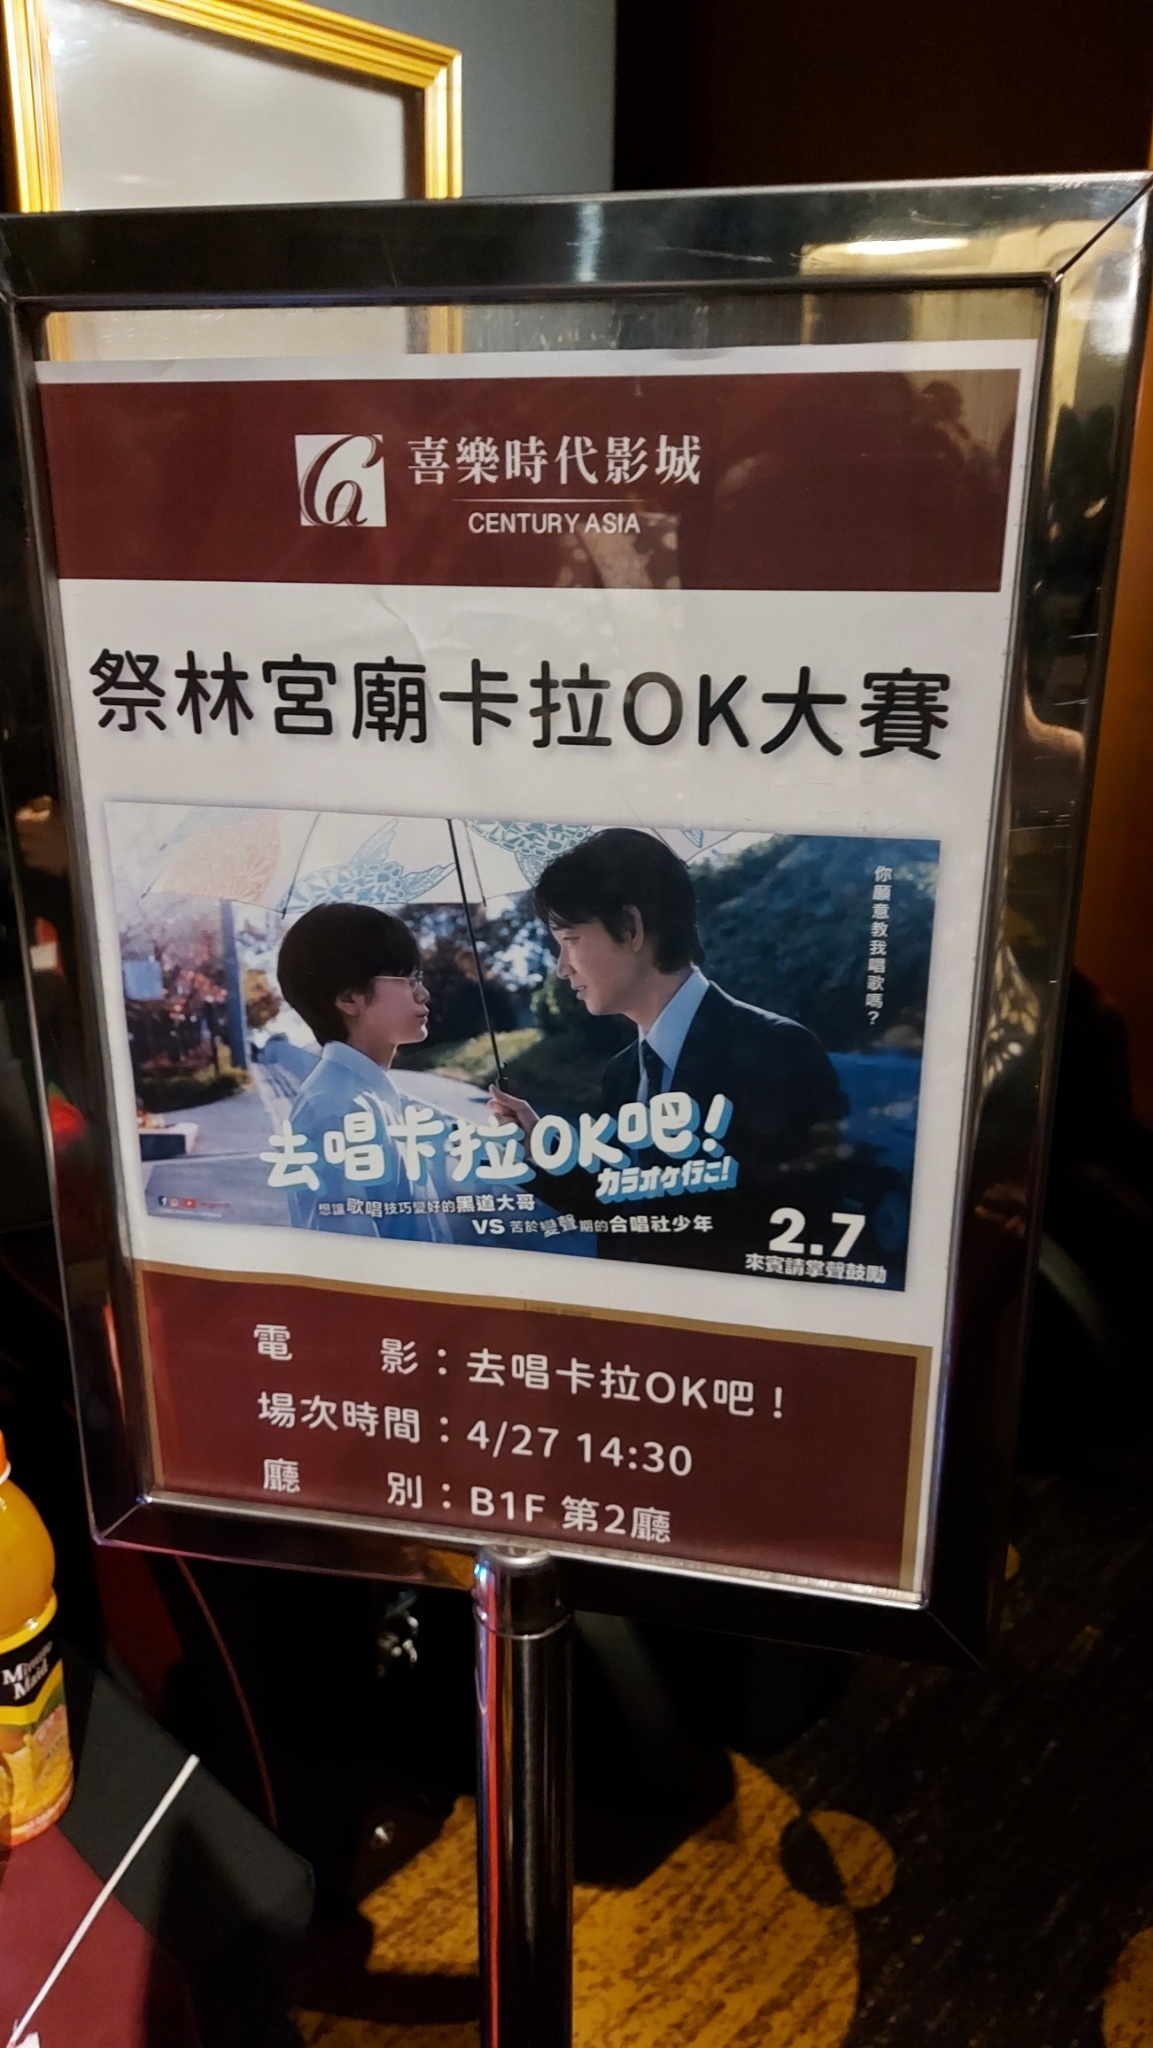 喜樂時代影城
CENTURY ASIA
祭林宮廟卡拉OK大賽
你願意教我唱歌嗎？
去唱卡拉OK吧！
カラオケ行こ！
想讓歌唱技巧變好的黑道大哥
VS 苦於變聲期的合唱社少年
2.7
來賓請掌聲鼓勵
電影：去唱卡拉OK吧！
場次時間：4/27 14:30
廳別：B1F 第2廳
Minute
Maid